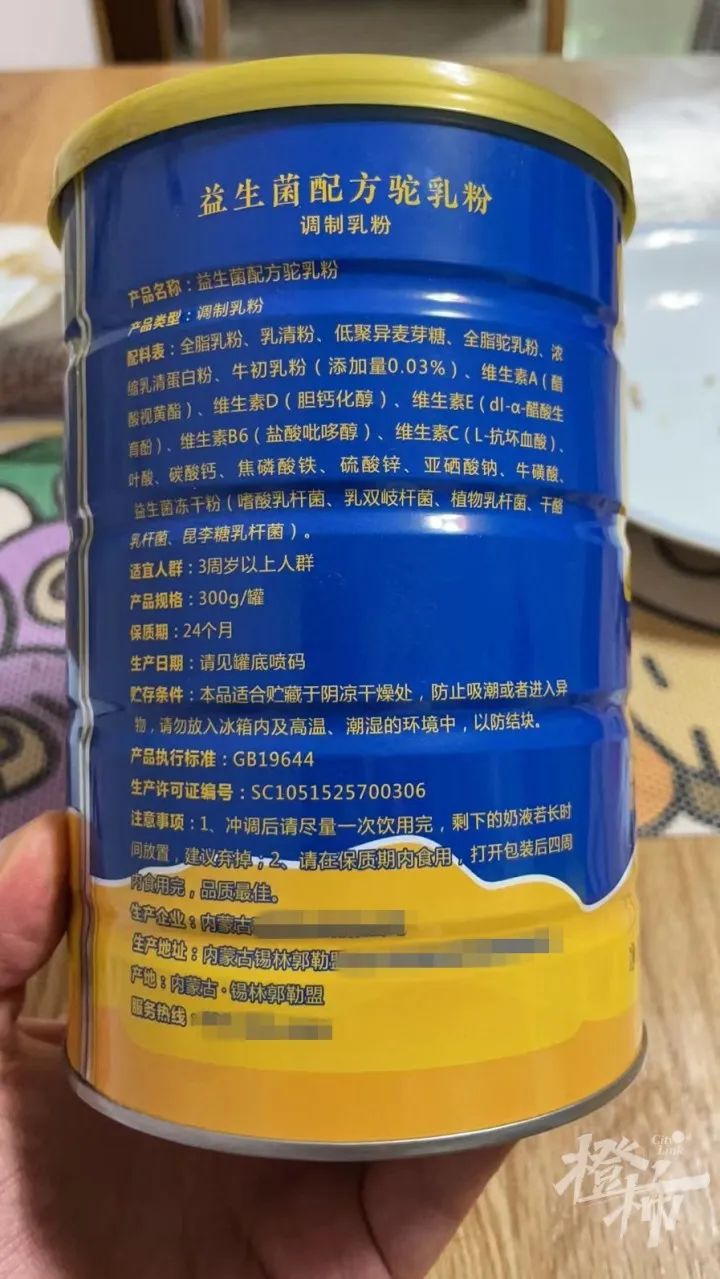 益生菌配方驼乳粉
调制乳粉
产品名称：益生菌配方驼乳粉
产品类型：调制乳粉
配料表：全脂乳粉、乳清粉、低聚异麦芽糖、全脂驼乳粉、浓
缩乳清蛋白粉、牛初乳粉（添加量0.03%）、维生素A（醋
酸视黄酯）、维生素D（胆钙化醇）、维生素E（dl-α-醋酸生
育酚）、维生素B6（盐酸吡哆醇）、维生素C（L-抗坏血酸）、
叶酸、碳酸钙、焦磷酸铁、硫酸锌、亚硒酸钠、牛磺酸、
益生菌冻干粉（嗜酸乳杆菌、乳双岐杆菌、植物乳杆菌、干酪
乳杆菌、昆李糖乳杆菌）。
适宜人群：3周岁以上人群
产品规格：300g/罐
保质期：24个月
生产日期：请见罐底喷码
贮存条件：本品适合贮藏于阴凉干燥处，防止吸潮或者进入异
物，请勿放入冰箱内及高温、潮湿的环境中，以防结块。
产品执行标准：GB19644
生产许可证编号：SC1051525700306
注意事项：1、冲调后请尽量一次饮用完，剩下的奶液若长时
间放置，建议弃掉；2、请在保质期内食用，打开包装后四周
内食用完，品质最佳。
生产企业：内蒙古
生产地址：内蒙古锡林郭勒盟
产地：内蒙古·锡林郭勒盟
服务热线：
City Link
橙柿